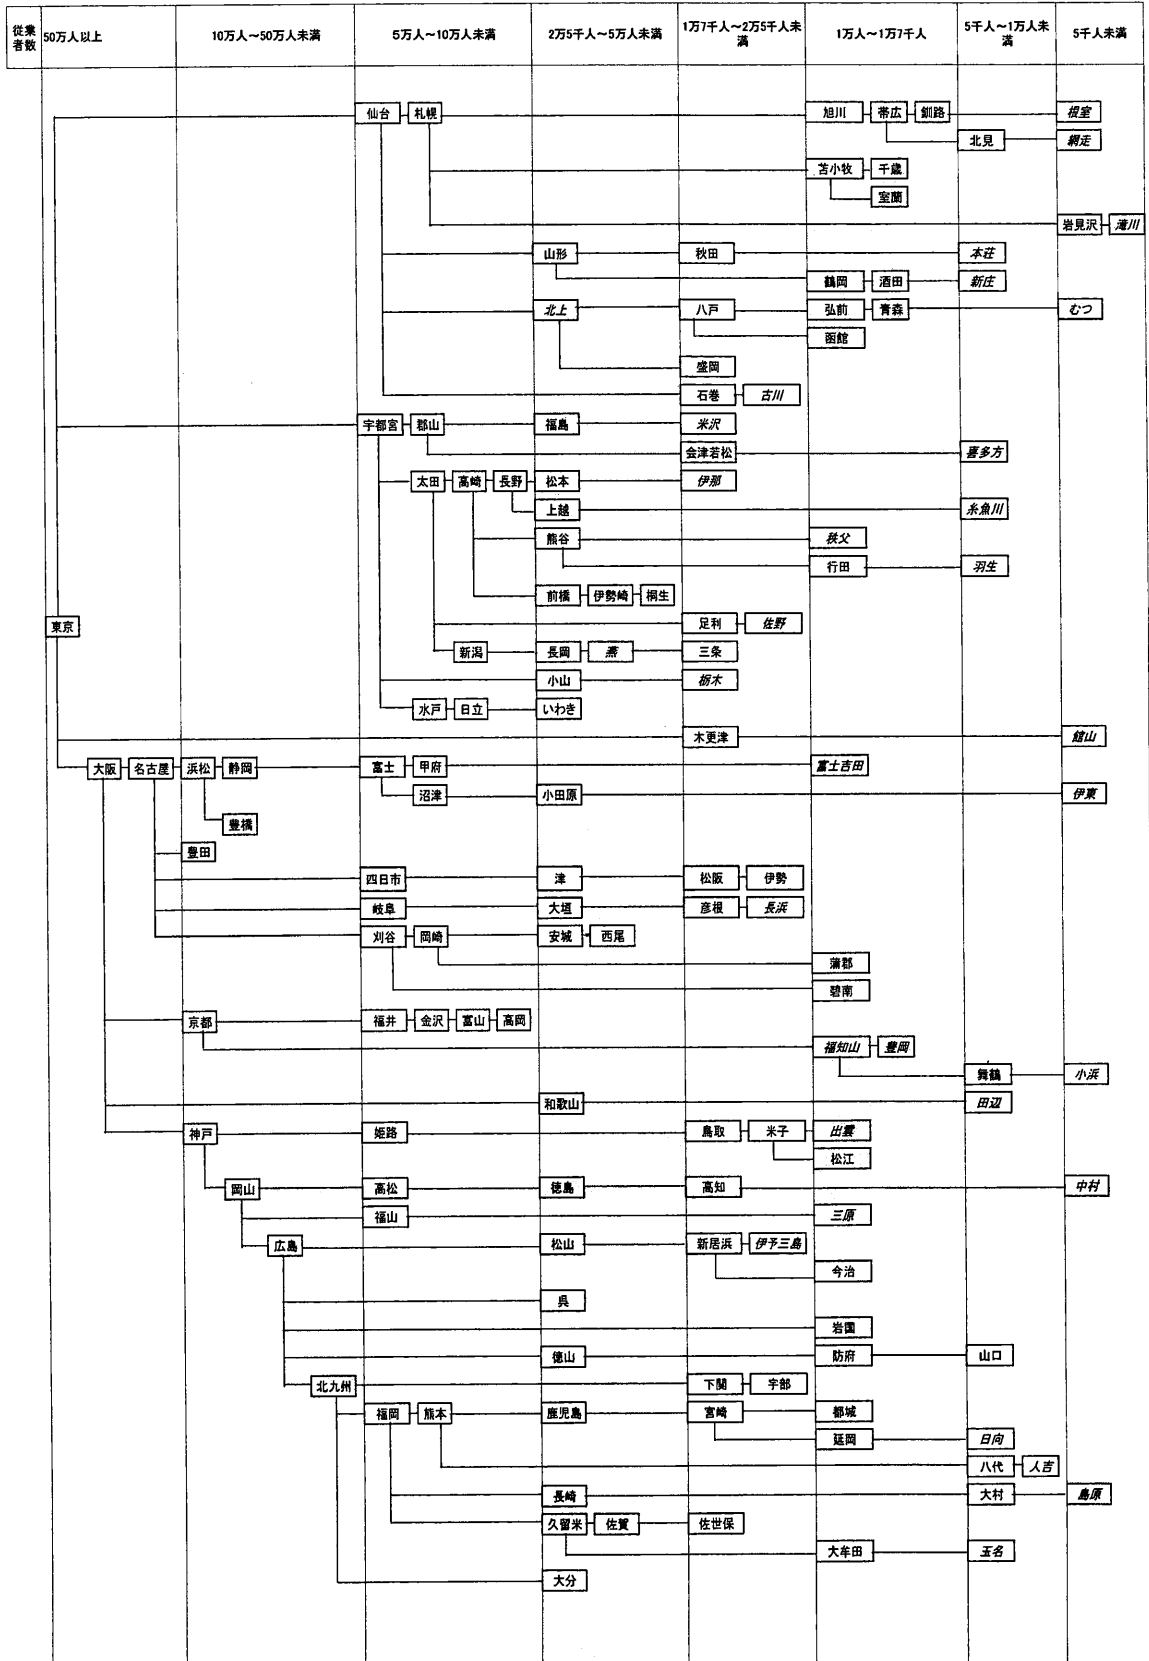 従業者数 50万人以上 10万人～50万人未満 5万人～10万人未満 2万5千人～5万人未満 1万7千人～2万5千人未満 1万人～1万7千人 5千人～1万人未満 5千人未満
仙台 札幌 旭川 帯広 釧路 根室
北見 網走
苫小牧 千歳
室蘭
岩見沢 滝川
山形 秋田 本荘
鶴岡 酒田 新庄
北上 八戸 弘前 青森 むつ
函館
盛岡
石巻 古川
宇都宮 郡山 福島 米沢
会津若松 喜多方
太田 高崎 長野 松本 伊那
上越 糸魚川
熊谷 秩父
行田 羽生
前橋 伊勢崎 桐生
東京
足利 佐野
新潟 長岡 燕 三条
小山 栃木
水戸 日立 いわき
木更津 館山
大阪 名古屋 浜松 静岡 富士 甲府 富士吉田
沼津 小田原 伊東
豊橋
豊田
四日市 津 松阪 伊勢
岐阜 大垣 彦根 長浜
刈谷 岡崎 安城 西尾
蒲郡
碧南
京都 福井 金沢 富山 高岡
福知山 豊岡
舞鶴 小浜
和歌山 田辺
神戸 姫路 鳥取 米子 出雲
松江
岡山 高松 徳島 高知 中村
福山 三原
広島 松山 新居浜 伊予三島
今治
呉
岩国
徳山 防府 山口
北九州 下関 宇部
福岡 熊本 鹿児島 宮崎 都城
延岡 日向
八代 人吉
長崎 大村 島原
久留米 佐賀 佐世保
大牟田 玉名
大分